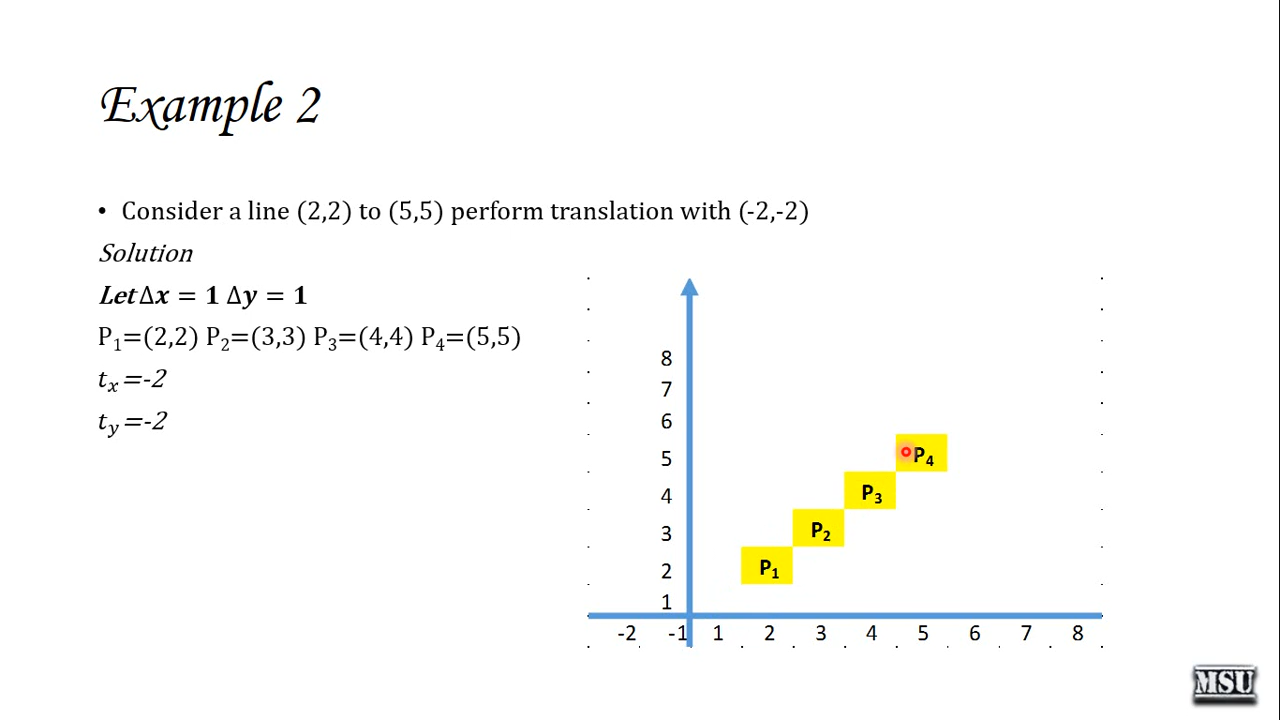 Example 2
• Consider a line (2,2) to (5,5) perform translation with (-2,-2)
Solution
Let Δx = 1 Δy = 1
P₁=(2,2) P₂=(3,3) P₃=(4,4) P₄=(5,5)
tₓ=-2
t_y=-2
8
7
6
5
4
3
2
1
P₄
P₃
P₂
P₁
-2 -1 1 2 3 4 5 6 7 8
MSU